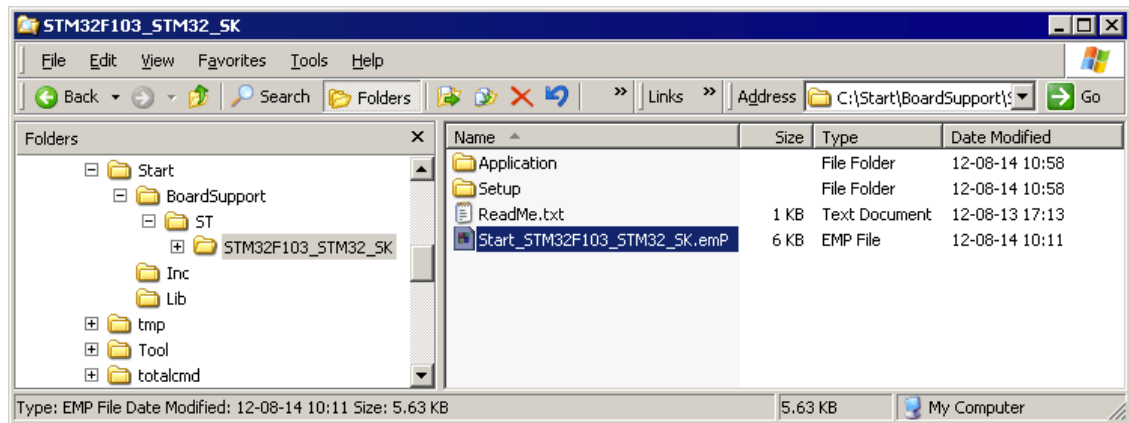 STM32F103_STM32_SK
File Edit View Favorites Tools Help
Back Search Folders » Links » Address C:\Start\BoardSupport\ Go
Folders x Name Size Type Date Modified
Start
BoardSupport
ST
STM32F103_STM32_SK
Inc
Lib
tmp
Tool
totalcmd
Application File Folder 12-08-14 10:58
Setup File Folder 12-08-14 10:58
ReadMe.txt 1 KB Text Document 12-08-13 17:13
Start_STM32F103_STM32_SK.emP 6 KB EMP File 12-08-14 10:11
Type: EMP File Date Modified: 12-08-14 10:11 Size: 5.63 KB 5.63 KB My Computer